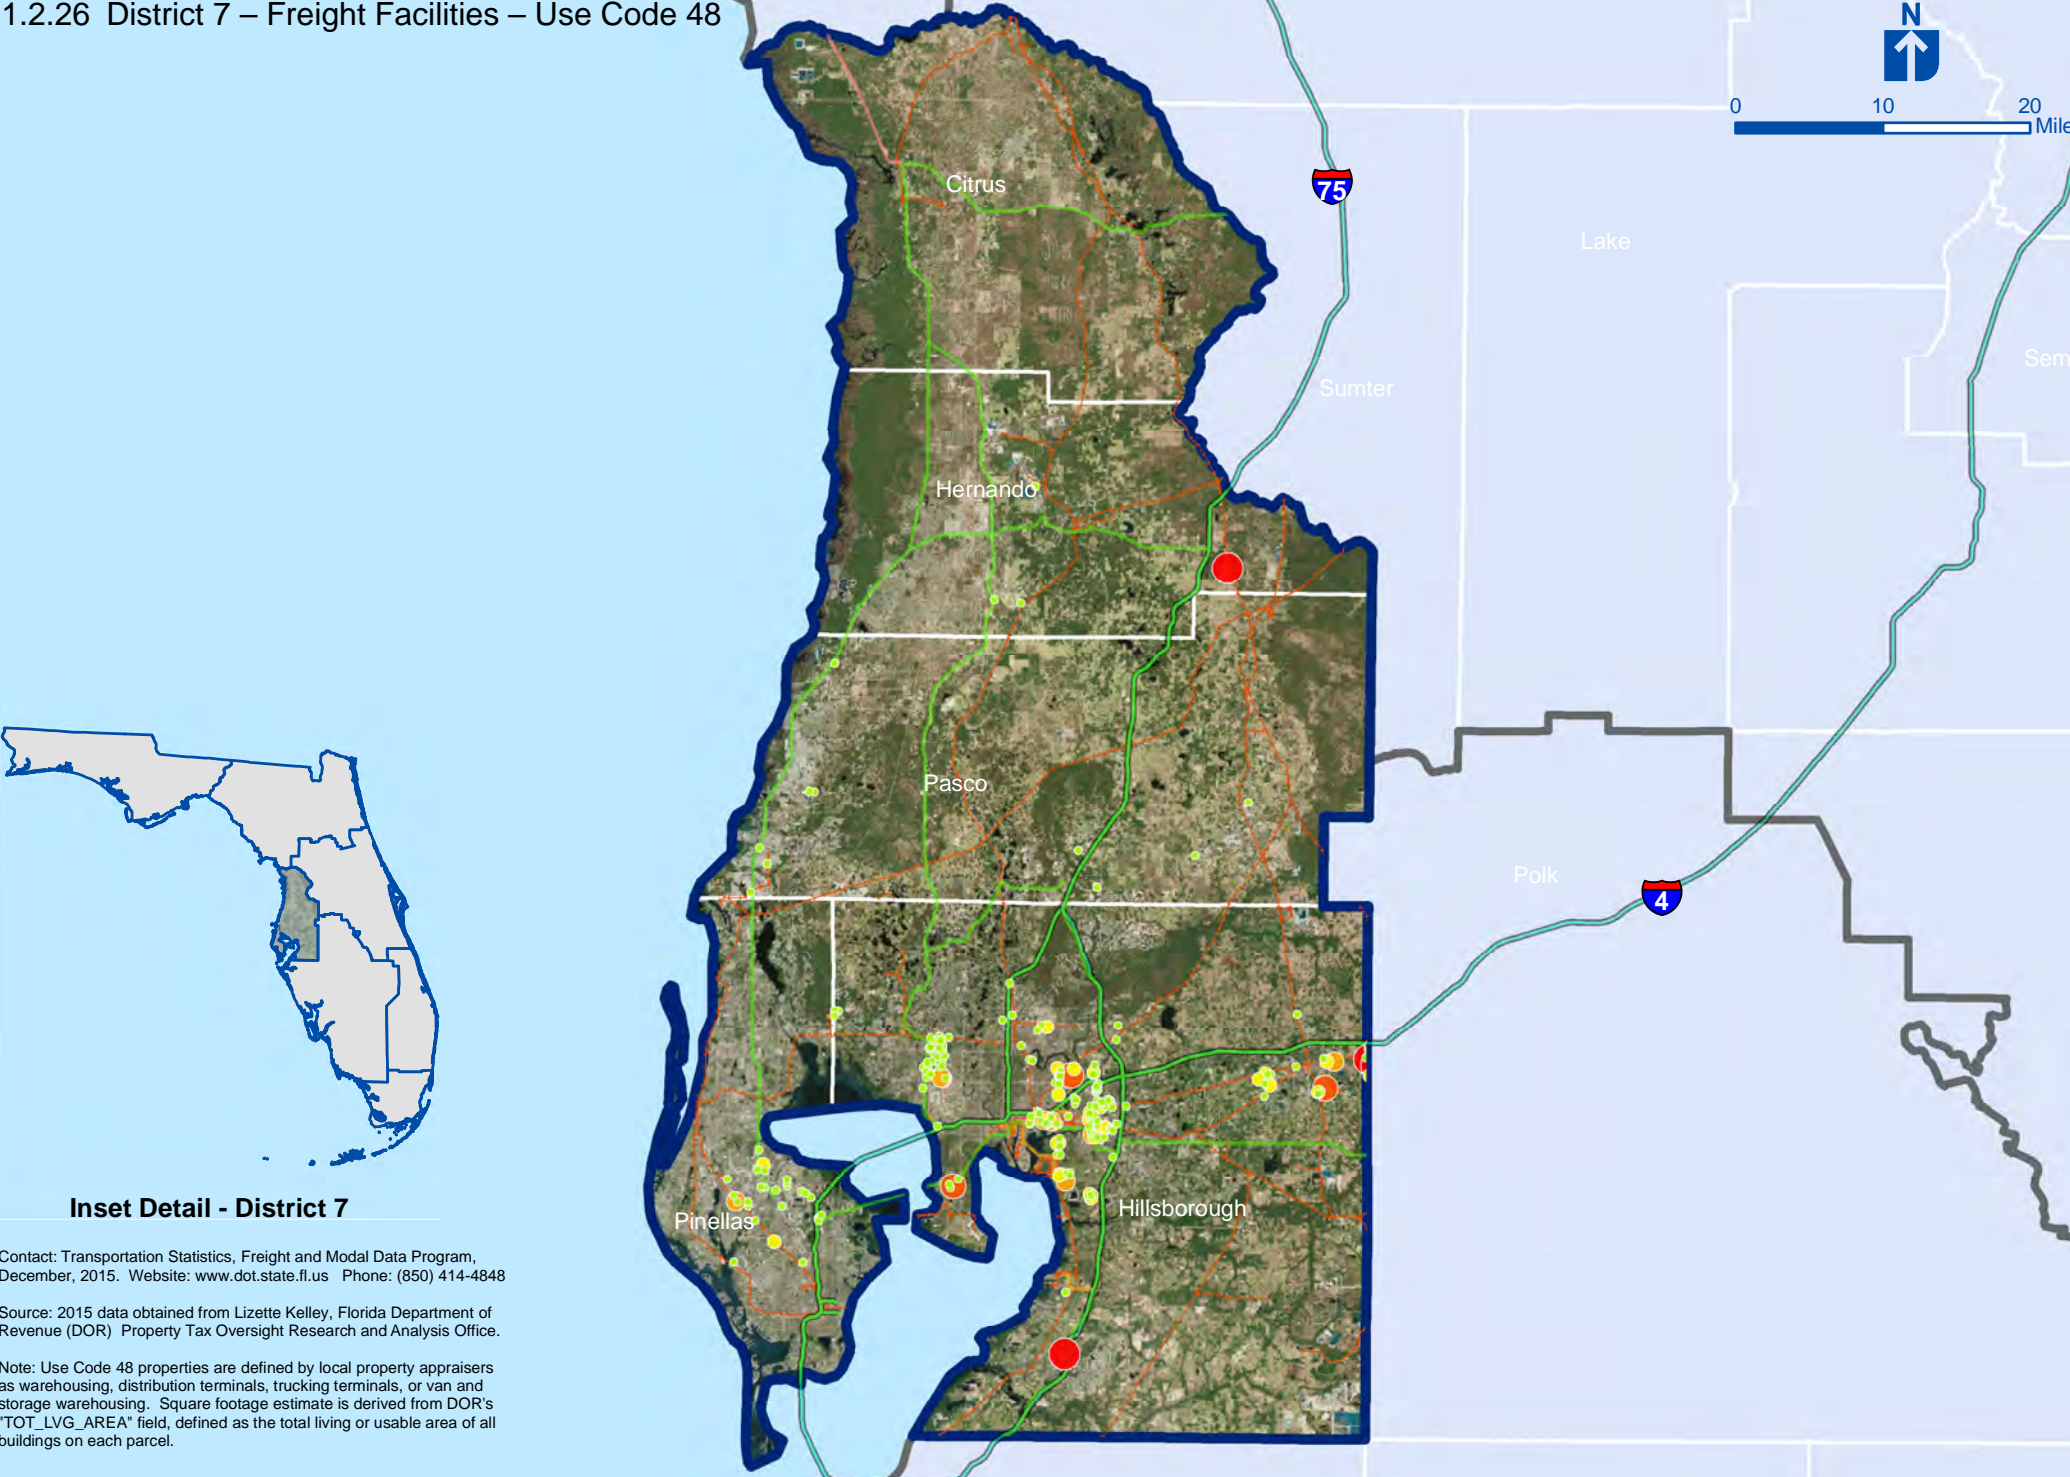 1.2.26 District 7 – Freight Facilities – Use Code 48
N
0 10 20
Mile
Citrus
75
Lake
Sem
Sumter
Hernando
Pasco
Polk
4
Hillsborough
Pinellas
Inset Detail - District 7
Contact: Transportation Statistics, Freight and Modal Data Program,
December, 2015. Website: www.dot.state.fl.us Phone: (850) 414-4848
Source: 2015 data obtained from Lizette Kelley, Florida Department of
Revenue (DOR) Property Tax Oversight Research and Analysis Office.
Note: Use Code 48 properties are defined by local property appraisers
as warehousing, distribution terminals, trucking terminals, or van and
storage warehousing. Square footage estimate is derived from DOR's
"TOT_LVG_AREA" field, defined as the total living or usable area of all
buildings on each parcel.